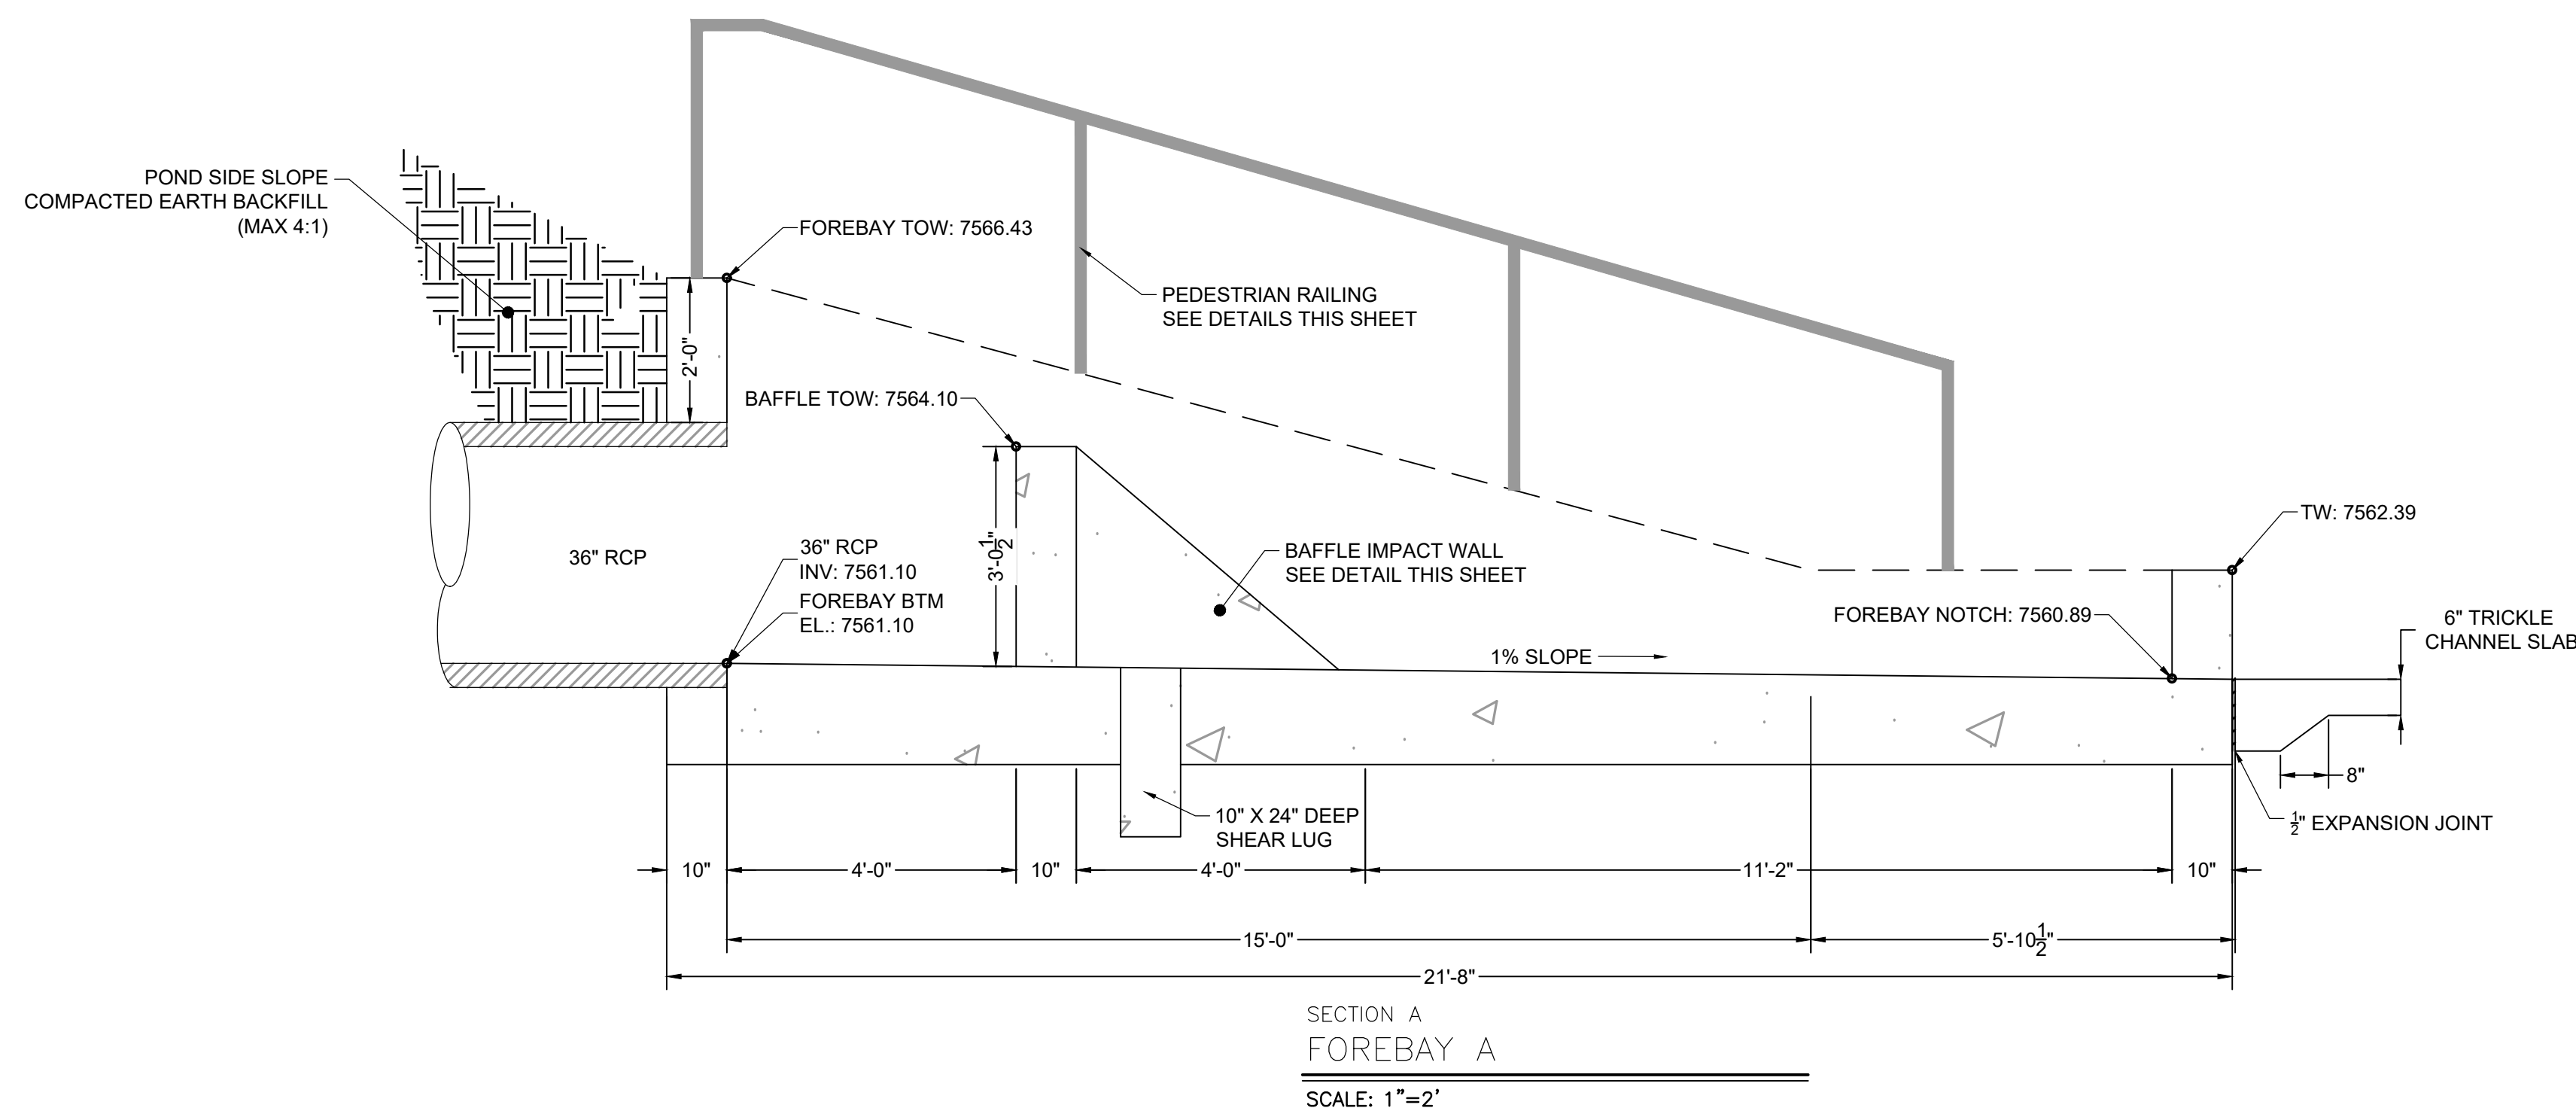 POND SIDE SLOPE
COMPACTED EARTH BACKFILL
(MAX 4:1)
FOREBAY TOW: 7566.43
PEDESTRIAN RAILING
SEE DETAILS THIS SHEET
2'-0"
BAFFLE TOW: 7564.10
36" RCP
36" RCP
INV: 7561.10
FOREBAY BTM
EL.: 7561.10
3'-0 1/2"
BAFFLE IMPACT WALL
SEE DETAIL THIS SHEET
TW: 7562.39
FOREBAY NOTCH: 7560.89
1% SLOPE
6" TRICKLE
CHANNEL SLAB
8"
1/2" EXPANSION JOINT
10" X 24" DEEP
SHEAR LUG
10" 4'-0" 10" 4'-0" 11'-2" 10"
15'-0" 5'-10 1/2"
21'-8"
SECTION A
FOREBAY A
SCALE: 1"=2'